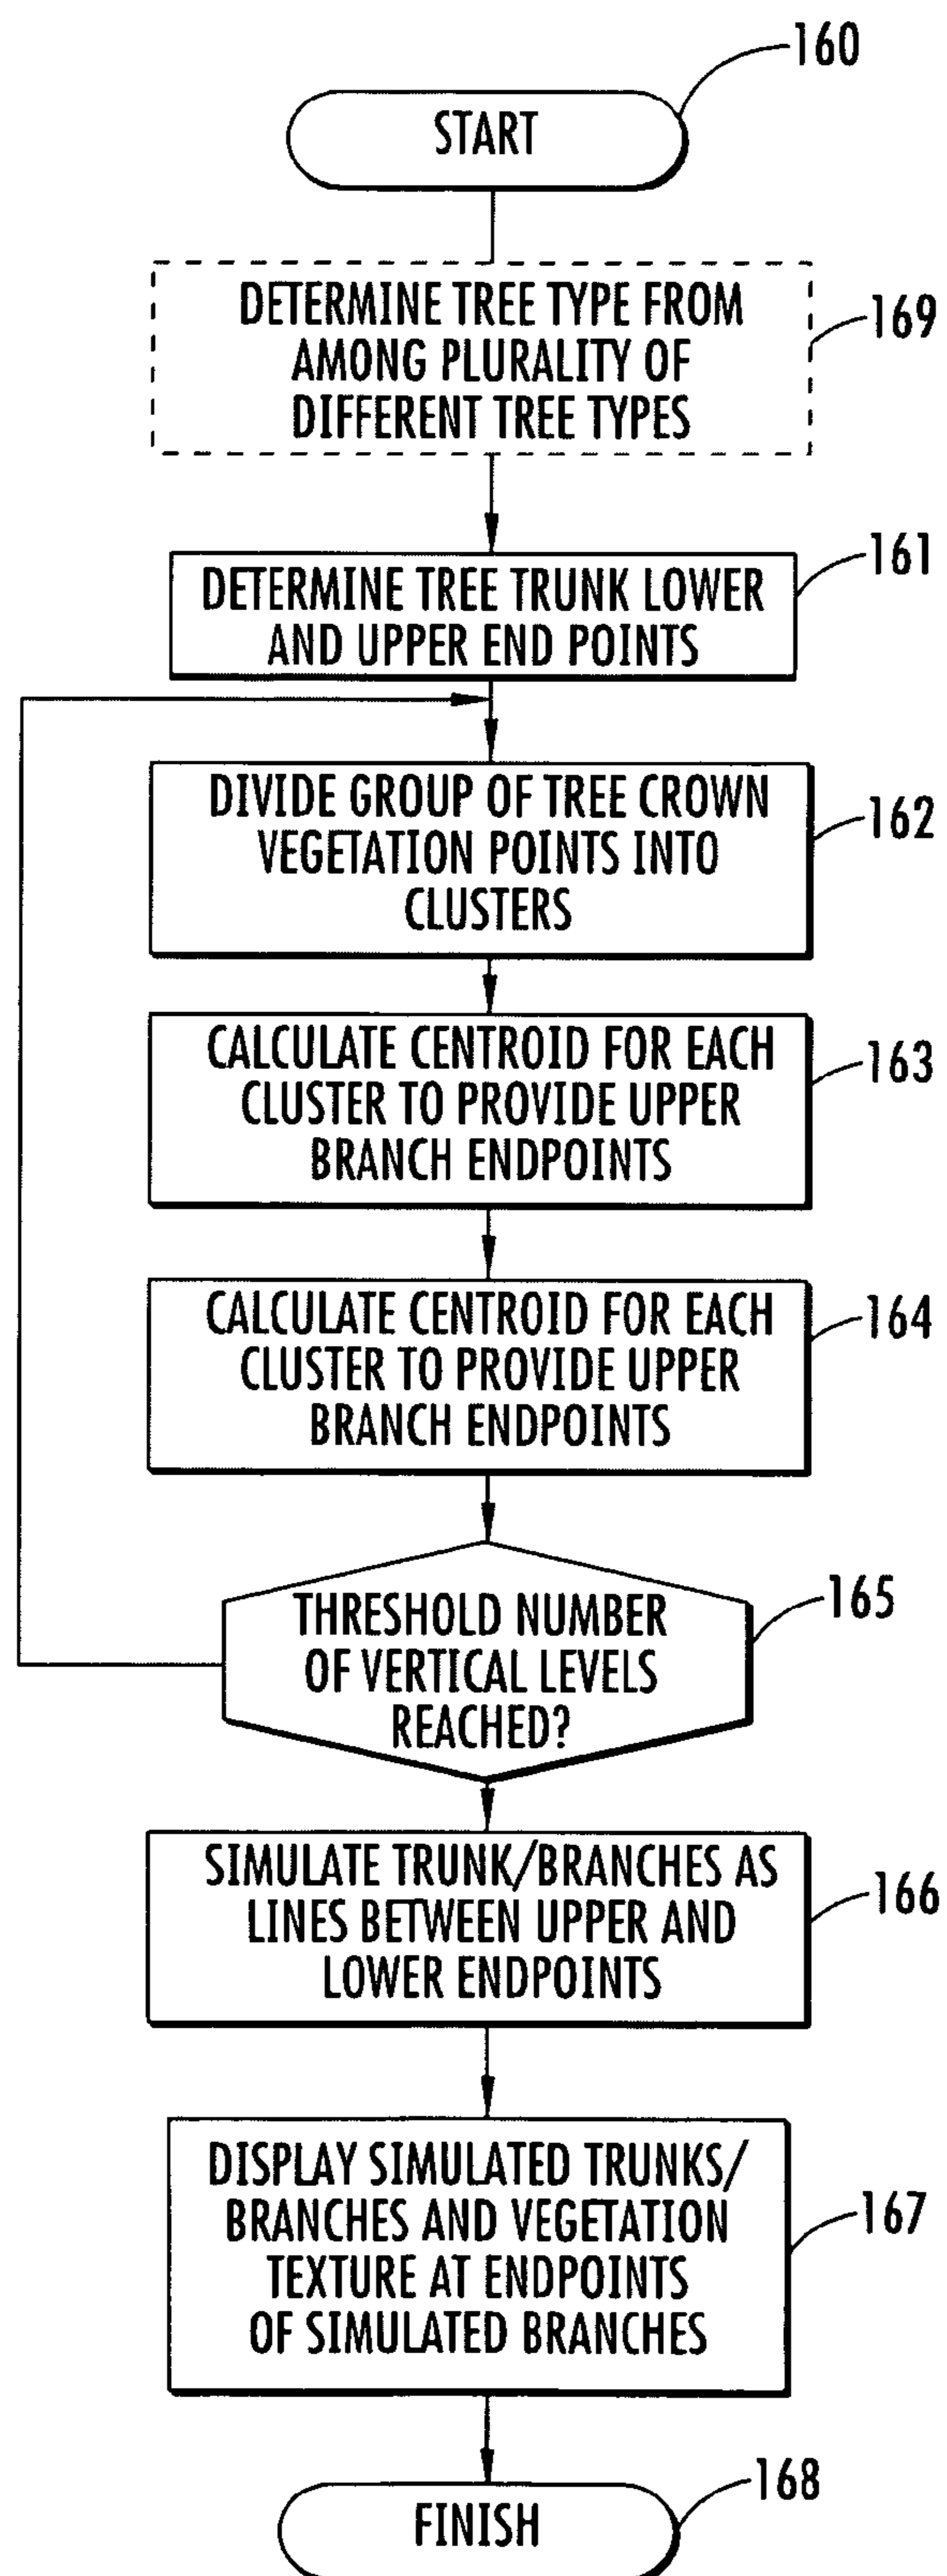 160
START
DETERMINE TREE TYPE FROM
AMONG PLURALITY OF
DIFFERENT TREE TYPES
169
DETERMINE TREE TRUNK LOWER
AND UPPER END POINTS
161
DIVIDE GROUP OF TREE CROWN
VEGETATION POINTS INTO
CLUSTERS
162
CALCULATE CENTROID FOR EACH
CLUSTER TO PROVIDE UPPER
BRANCH ENDPOINTS
163
CALCULATE CENTROID FOR EACH
CLUSTER TO PROVIDE UPPER
BRANCH ENDPOINTS
164
THRESHOLD NUMBER
OF VERTICAL LEVELS
REACHED?
165
SIMULATE TRUNK/BRANCHES AS
LINES BETWEEN UPPER AND
LOWER ENDPOINTS
166
DISPLAY SIMULATED TRUNKS/
BRANCHES AND VEGETATION
TEXTURE AT ENDPOINTS
OF SIMULATED BRANCHES
167
FINISH
168